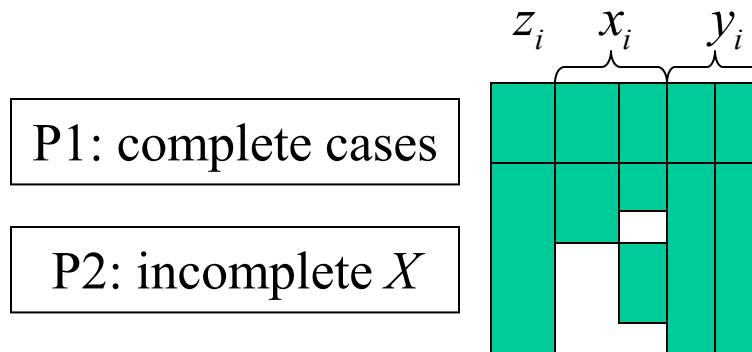 z_i x_i y_i
P1: complete cases
P2: incomplete X